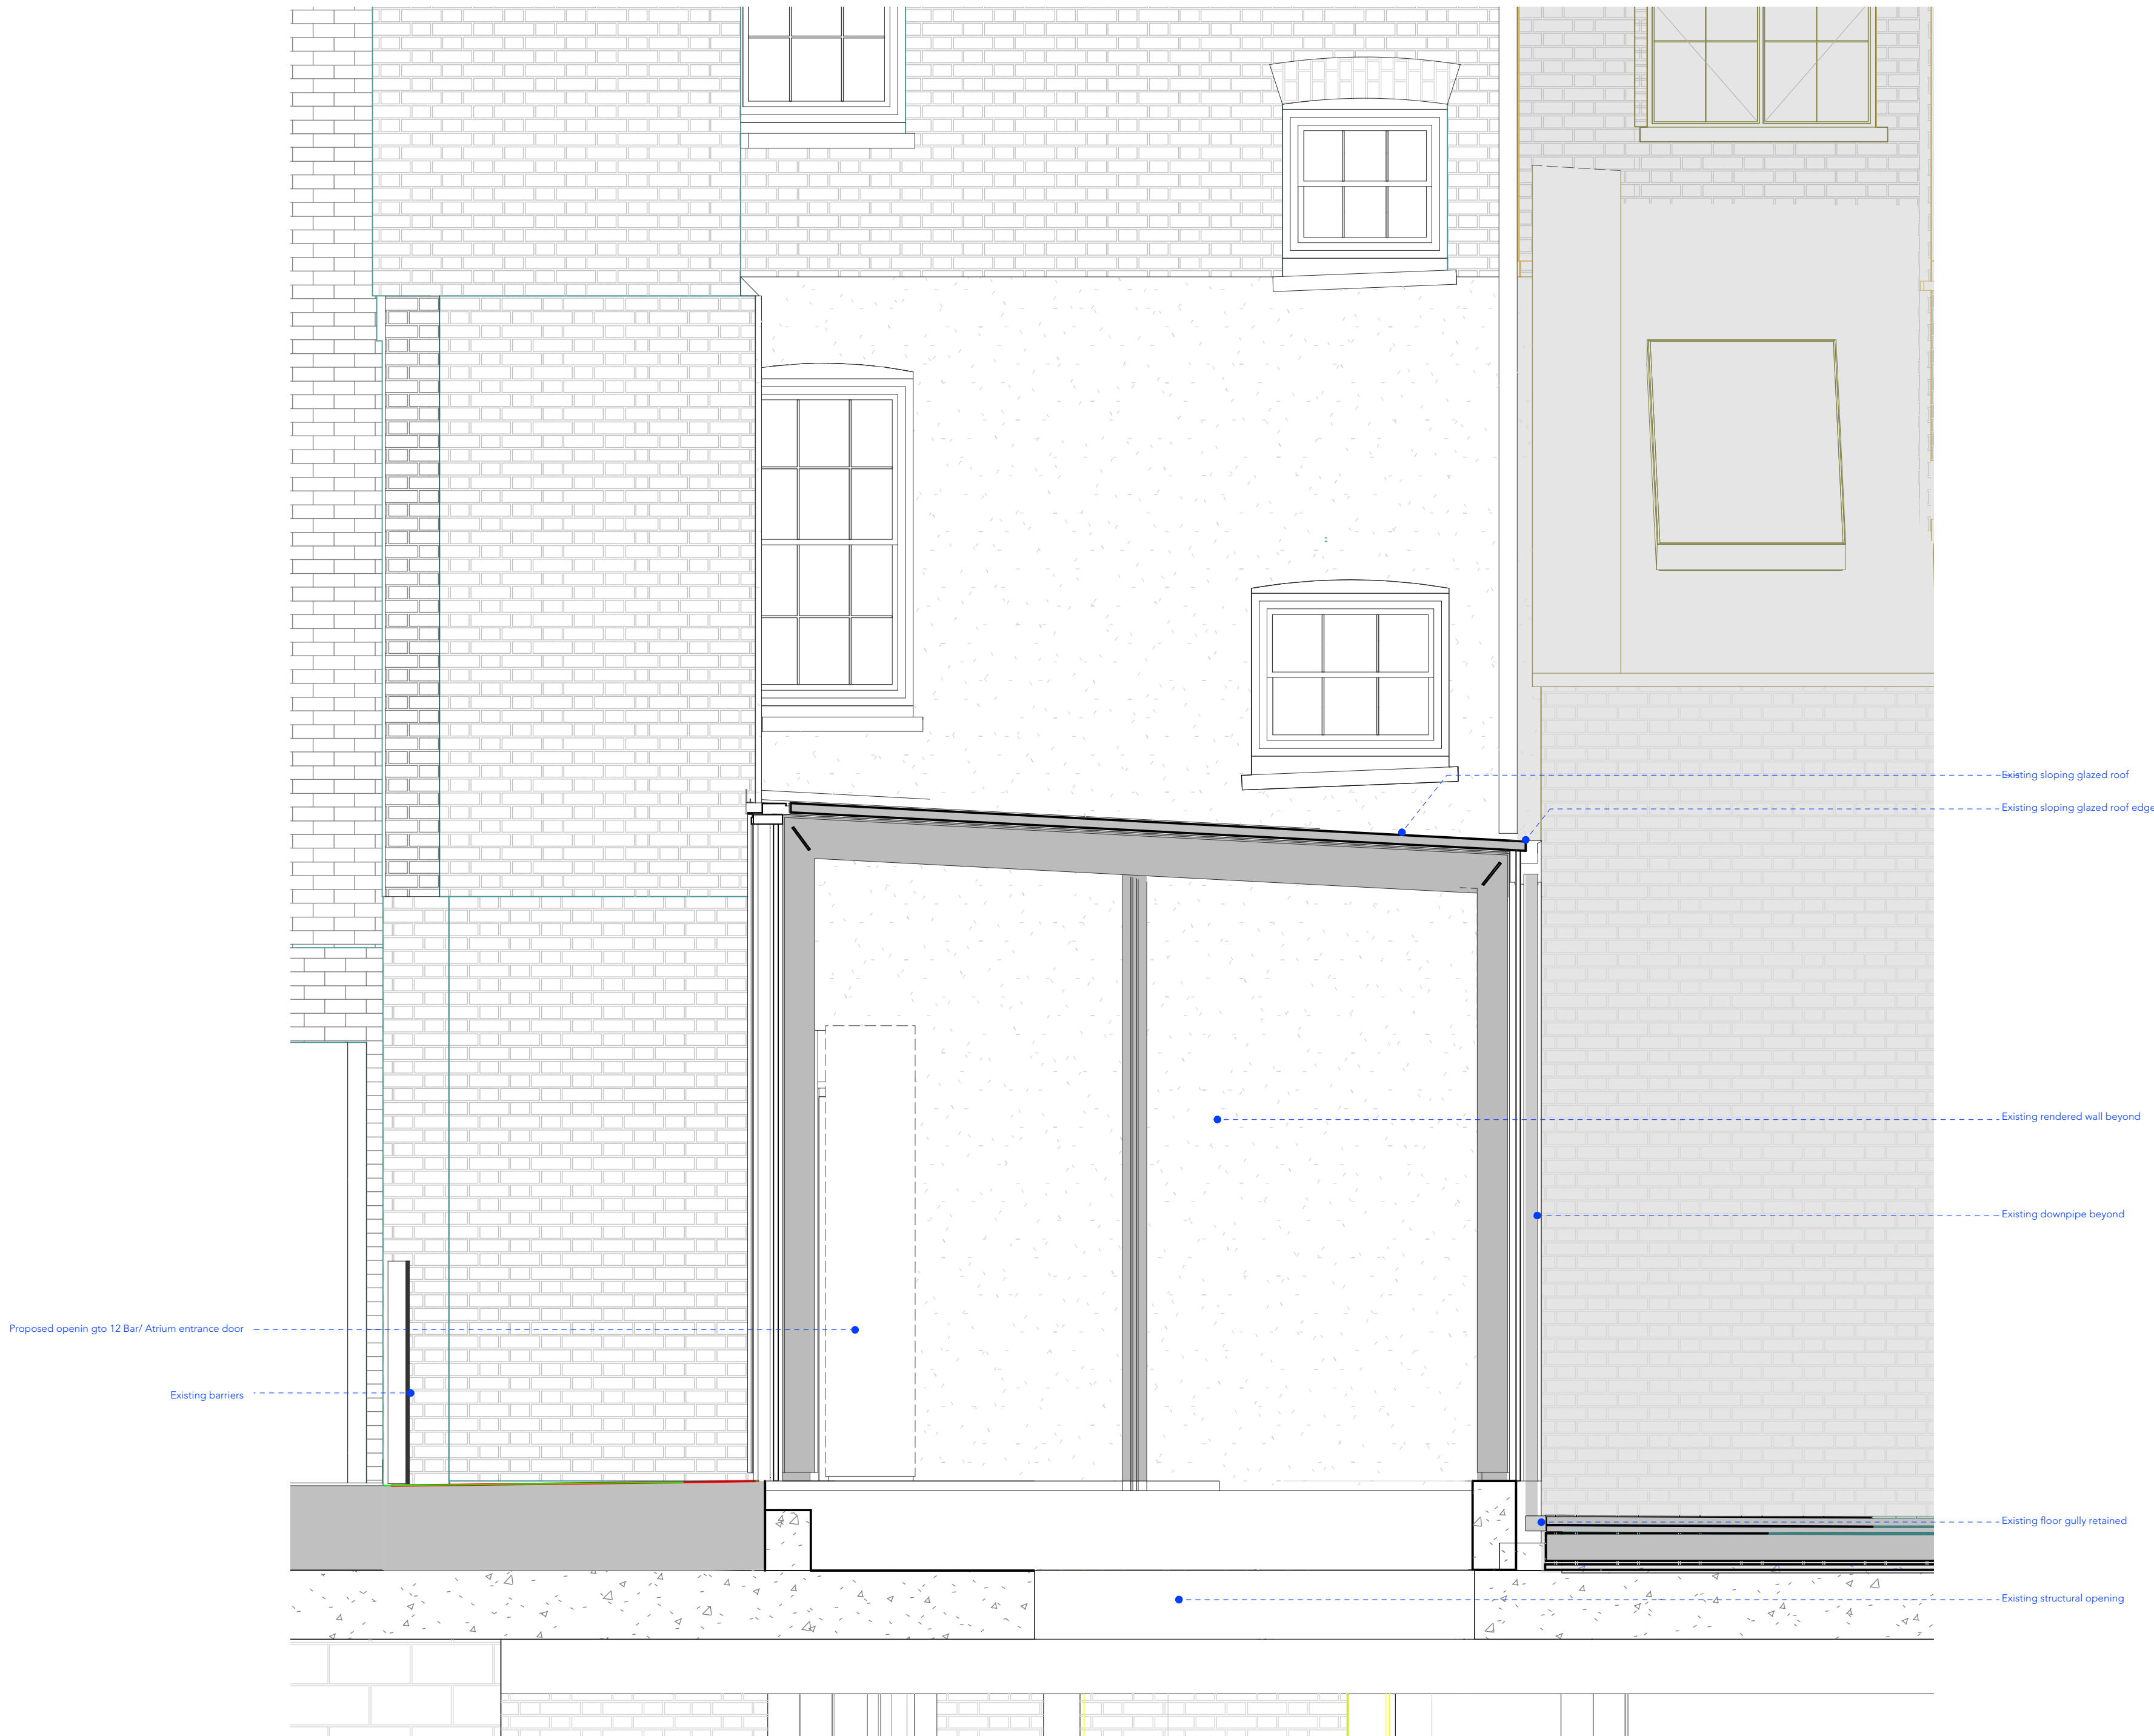 Existing sloping glazed roof
Existing sloping glazed roof edge
Existing rendered wall beyond
Existing downpipe beyond
Proposed openin gto 12 Bar/ Atrium entrance door
Existing barriers
Existing floor gully retained
Existing structural opening